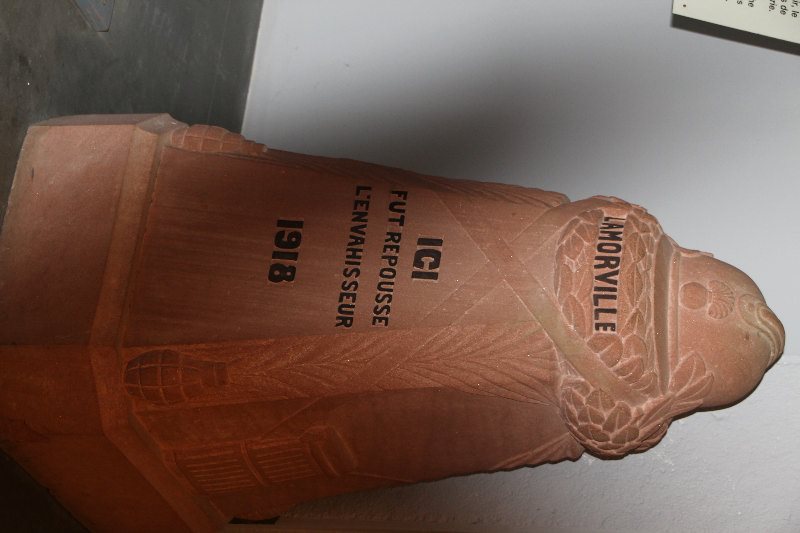 LAMORVILLE
ICI
FUT REPOUSSE
L'ENVAHISSEUR
1918